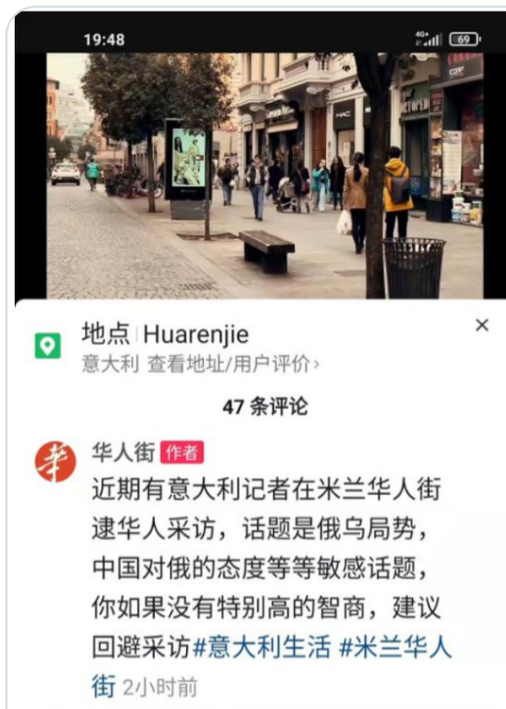 19:48
4G+
69
MAC
地点 | Huarenjie
意大利 查看地址/用户评价>
47 条评论
华人街 作者
近期有意大利记者在米兰华人街
逮华人采访，话题是俄乌局势，
中国对俄的态度等等敏感话题，
你如果没有特别高的智商，建议
回避采访#意大利生活 #米兰华人
街 2小时前